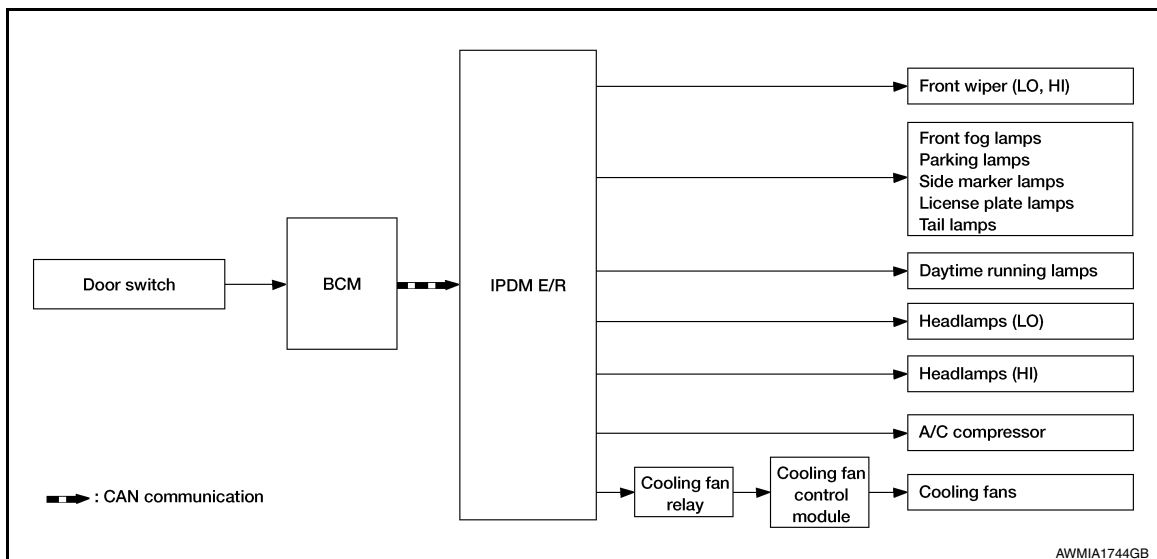 Front wiper (LO, HI)
Front fog lamps
Parking lamps
Side marker lamps
License plate lamps
Tail lamps
Door switch
BCM
IPDM E/R
Daytime running lamps
Headlamps (LO)
Headlamps (HI)
A/C compressor
: CAN communication
Cooling fan
relay
Cooling fan
control
module
Cooling fans
AWMIA1744GB